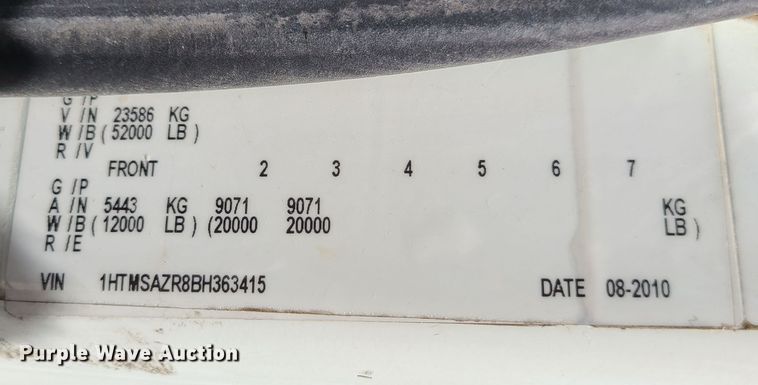 G /P
V /N 23586 KG
W /B ( 52000 LB )
R /V
FRONT 2 3 4 5 6 7
G /P
A /N 5443 KG 9071 9071 KG
W /B ( 12000 LB ) (20000 20000 LB )
R /E
VIN 1HTMSAZR8BH363415 DATE 08-2010
Purple Wave Auction